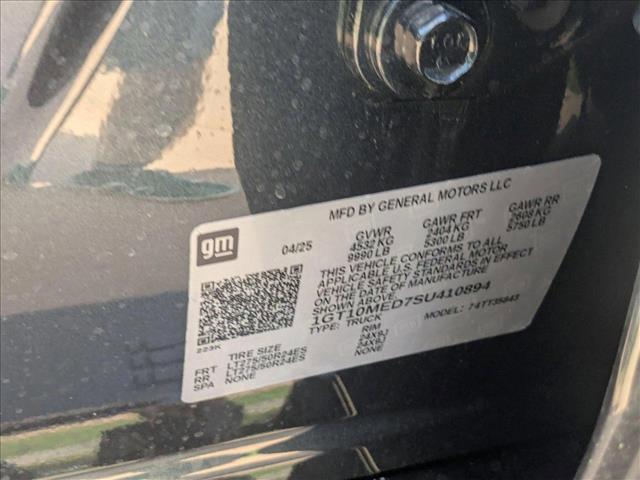 MFD BY GENERAL MOTORS LLC
gm
04/25
GVWR
4532 KG
9990 LB
GAWR FRT
2404 KG
5300 LB
GAWR RR
2608 KG
5750 LB
THIS VEHICLE CONFORMS TO ALL
APPLICABLE U.S. FEDERAL MOTOR
VEHICLE SAFETY STANDARDS IN EFFECT
ON THE DATE OF MANUFACTURE
SHOWN ABOVE.
1GT10MED7SU410894
TYPE: TRUCK
MODEL: 74TT35843
223K
TIRE SIZE
RIM
FRT LT275/50R24ES 24X9J
RR LT275/50R24ES 24X9J
SPA NONE NONE